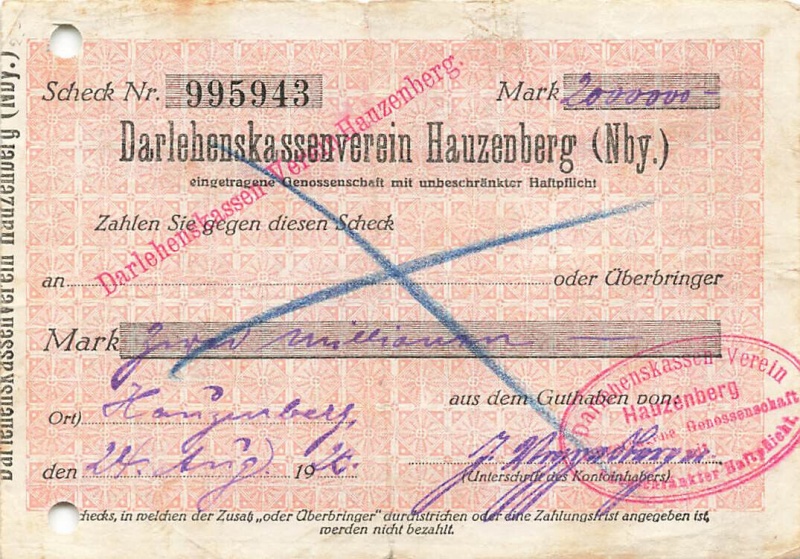 Scheck Nr. 995943 Mark 2000000-
Darlehenskassenverein Hauzenberg (Nby.)
eingetragene Genossenschaft mit unbeschränkter Haftpflicht
Darlehenskassen Verein Hauzenberg.
Zahlen Sie gegen diesen Scheck
an oder Überbringer
Mark Zwei Millionen
aus dem Guthaben von:
Ort) Hauzenberg,
den 24. Aug. 19
(Unterschrift des Kontoinhabers)
Darlehenskassen-Verein
Hauzenberg
Genossenschaft
mit
Haftpflicht.
in welchen der Zusatz „oder Überbringer" durchstrichen oder eine Zahlungsfrist angegeben ist,
werden nicht bezahlt.
Darlehenskassenverein Hauzenberg (Nby.)